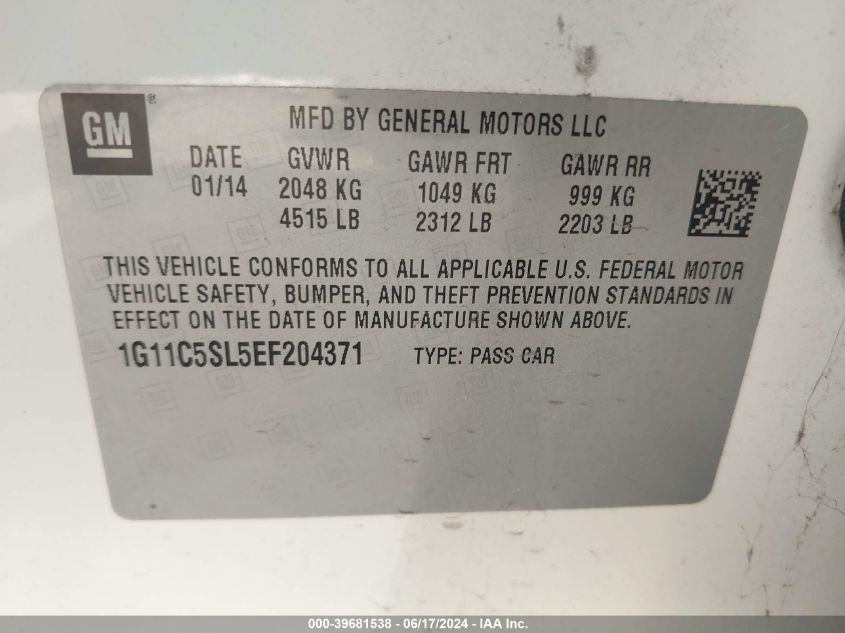 GM ®
MFD BY GENERAL MOTORS LLC
DATE GVWR GAWR FRT GAWR RR
01/14 2048 KG 1049 KG 999 KG
4515 LB 2312 LB 2203 LB
THIS VEHICLE CONFORMS TO ALL APPLICABLE U.S. FEDERAL MOTOR
VEHICLE SAFETY, BUMPER, AND THEFT PREVENTION STANDARDS IN
EFFECT ON THE DATE OF MANUFACTURE SHOWN ABOVE.
1G11C5SL5EF204371 TYPE: PASS CAR
000-39681538 - 06/17/2024 - IAA Inc.